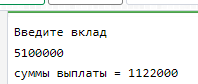 Введите вклад
5100000
суммы выплаты = 1122000